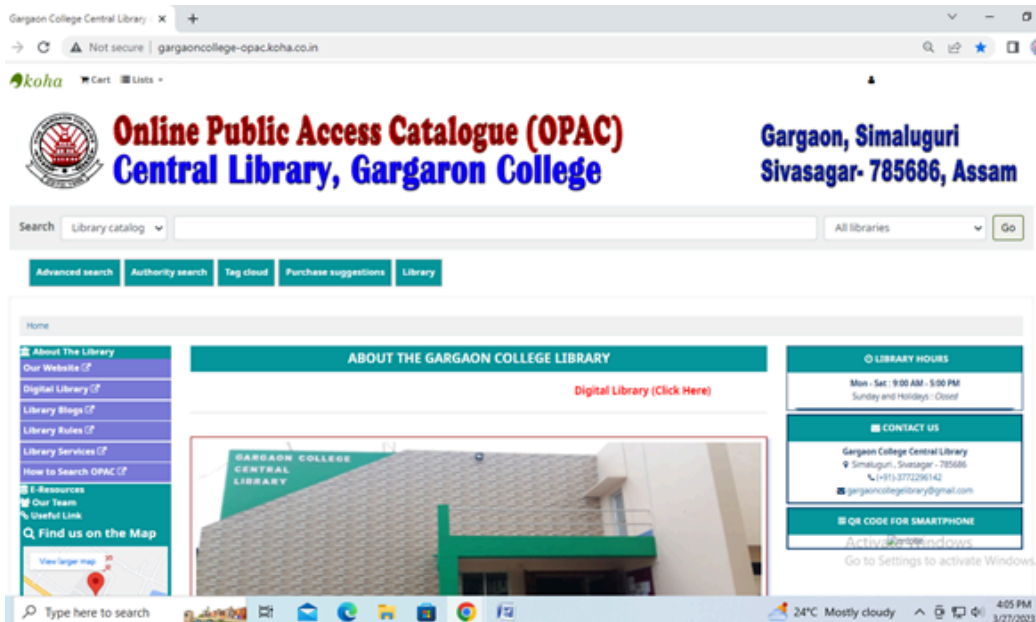 Gargaon College Central Library
Not secure | gargaoncollege-opac.koha.co.in
koha Cart Lists
Online Public Access Catalogue (OPAC)
Central Library, Gargaron College
Gargaon, Simaluguri
Sivasagar- 785686, Assam
Search Library catalog All libraries Go
Advanced search Authority search Tag cloud Purchase suggestions Library
Home
About The Library
Our Website
Digital Library
Library Blogs
Library Rules
Library Services
How to Search OPAC
E-Resources
Our Team
Useful Link
Find us on the Map
View larger map
ABOUT THE GARGAON COLLEGE LIBRARY
Digital Library (Click Here)
GARGAON COLLEGE
CENTRAL
LIBRARY
LIBRARY HOURS
Mon - Sat : 9:00 AM - 5:00 PM
Sunday and Holidays : Closed
CONTACT US
Gargaon College Central Library
Simaluguri, Sivasagar - 785686
(+91)-3772296142
gargaoncollegelibrary@gmail.com
QR CODE FOR SMARTPHONE
Activate Windows
Go to Settings to activate Windows.
Type here to search
24°C Mostly cloudy
4:05 PM